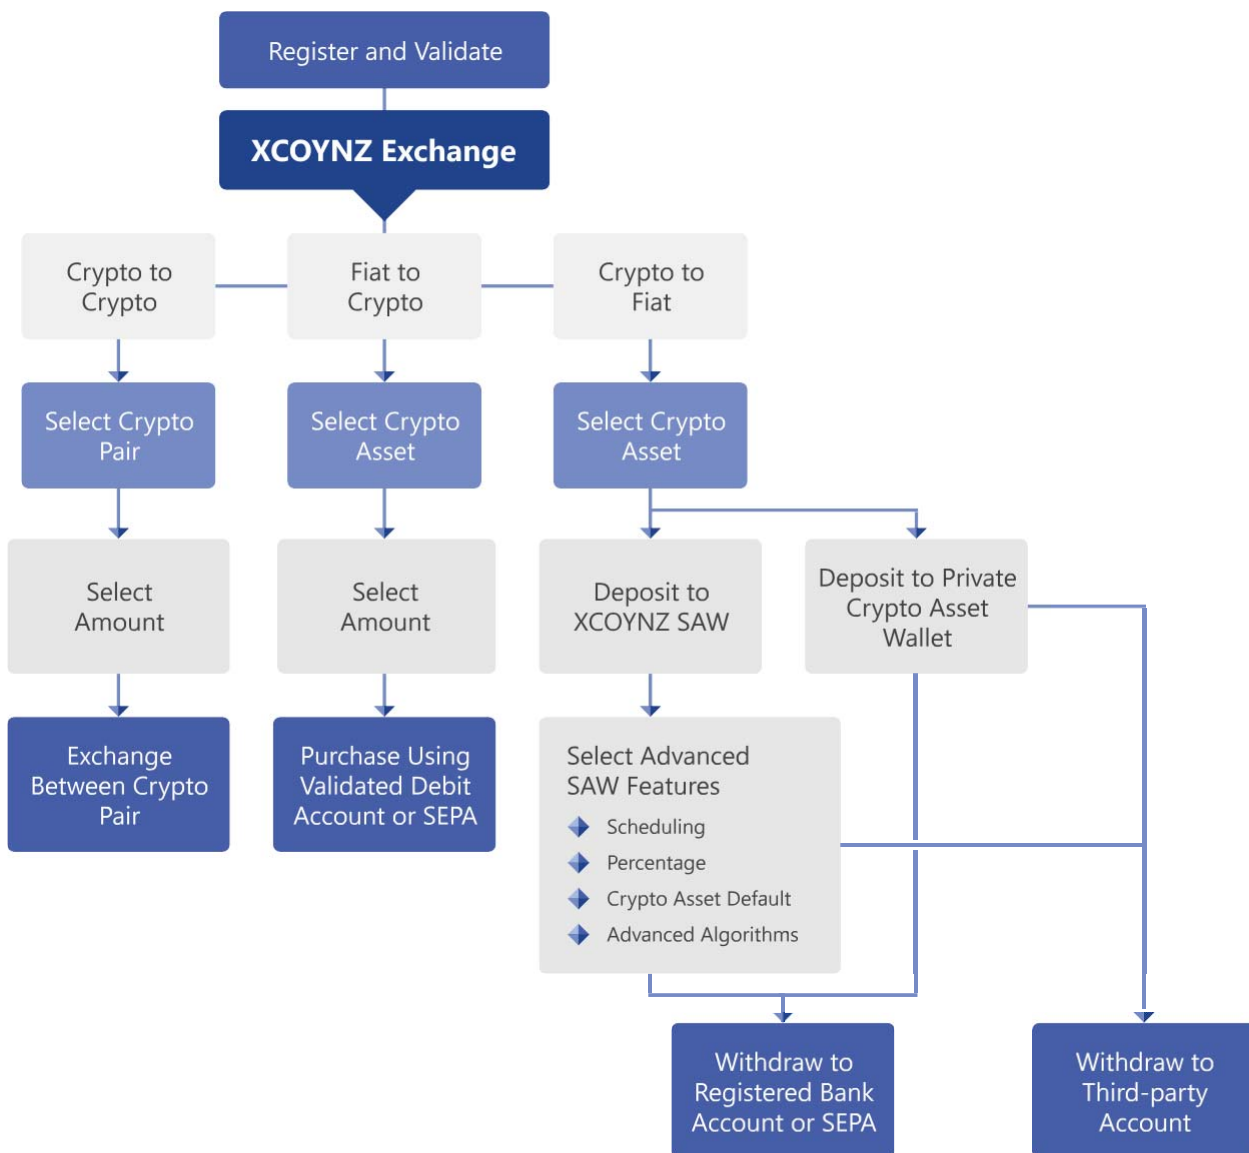 Register and Validate
XCOYNZ Exchange
Crypto to
Crypto
Fiat to
Crypto
Crypto to
Fiat
Select Crypto
Pair
Select Crypto
Asset
Select Crypto
Asset
Select
Amount
Select
Amount
Deposit to
XCOYNZ SAW
Deposit to Private
Crypto Asset
Wallet
Exchange
Between Crypto
Pair
Purchase Using
Validated Debit
Account or SEPA
Select Advanced
SAW Features
Scheduling
Percentage
Crypto Asset Default
Advanced Algorithms
Withdraw to
Registered Bank
Account or SEPA
Withdraw to
Third-party
Account